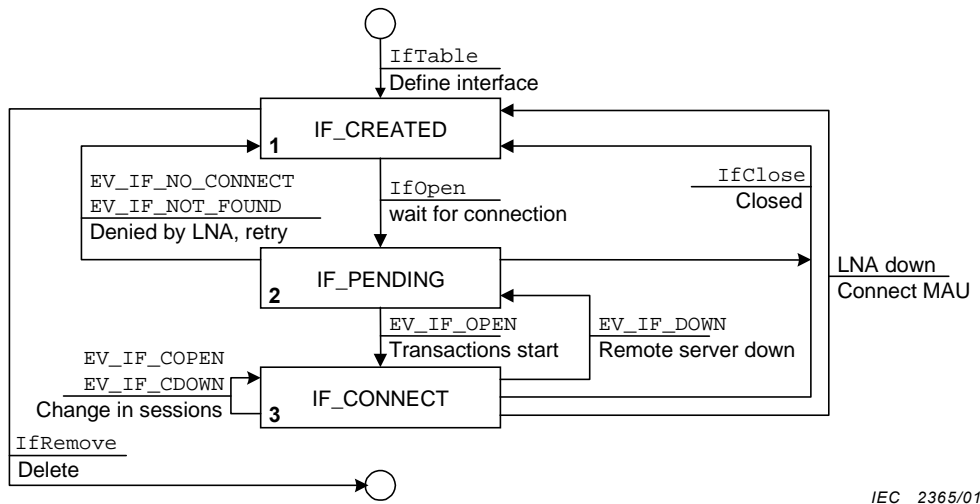 IfTable
Define interface
IF_CREATED
1
EV_IF_NO_CONNECT
EV_IF_NOT_FOUND
Denied by LNA, retry
IfOpen
wait for connection
IfClose
Closed
LNA down
Connect MAU
IF_PENDING
2
EV_IF_OPEN
Transactions start
EV_IF_DOWN
Remote server down
EV_IF_COPEN
EV_IF_CDOWN
Change in sessions
IF_CONNECT
3
IfRemove
Delete
IEC 2365/01